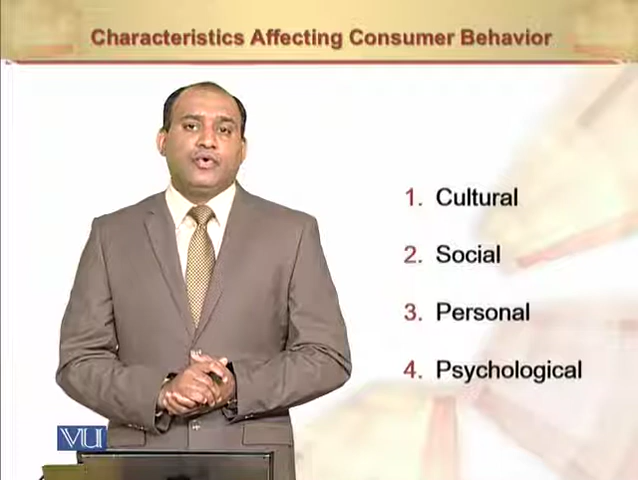 Characteristics Affecting Consumer Behavior
1. Cultural
2. Social
3. Personal
4. Psychological
VU